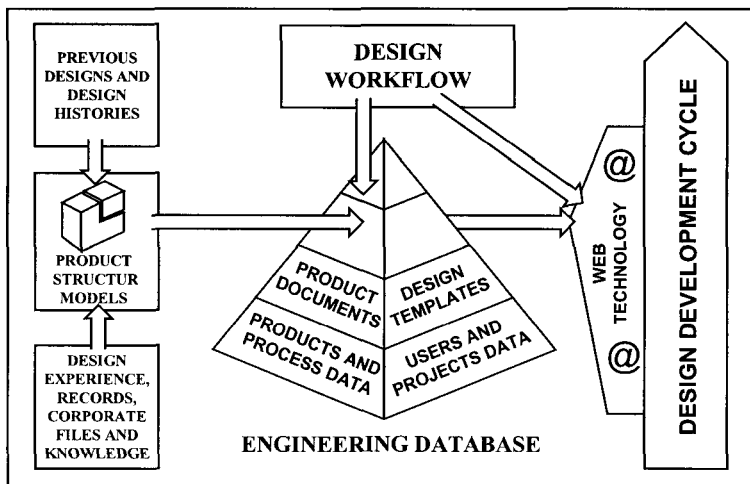 PREVIOUS
DESIGNS AND
DESIGN
HISTORIES
PRODUCT
STRUCTUR
MODELS
DESIGN
EXPERIENCE,
RECORDS,
CORPORATE
FILES AND
KNOWLEDGE
DESIGN
WORKFLOW
PRODUCT
DOCUMENTS
DESIGN
TEMPLATES
PRODUCTS AND
PROCESS DATA
USERS AND
PROJECTS DATA
ENGINEERING DATABASE
@
WEB
TECHNOLOGY
@
DESIGN DEVELOPMENT CYCLE